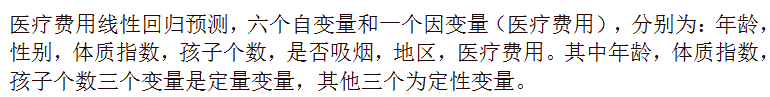 医疗费用线性回归预测，六个自变量和一个因变量（医疗费用），分别为：年龄，
性别，体质指数，孩子个数，是否吸烟，地区，医疗费用。其中年龄，体质指数，
孩子个数三个变量是定量变量，其他三个为定性变量。